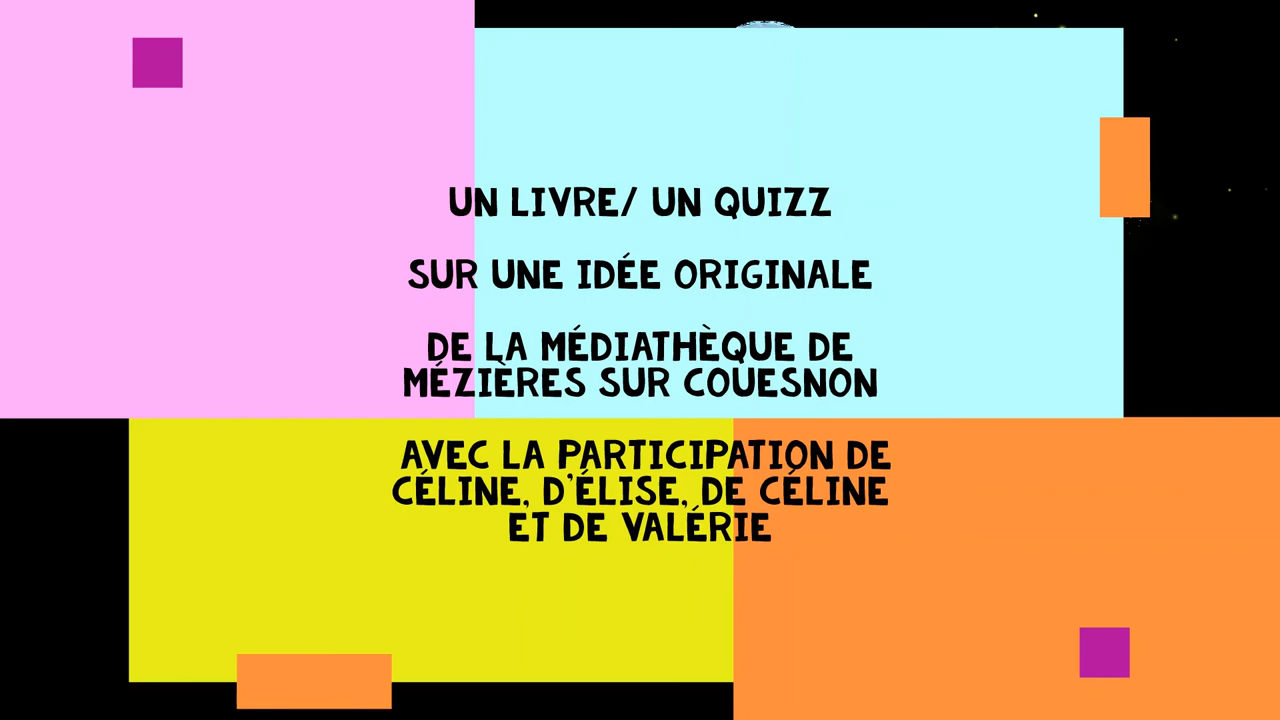 UN LIVRE/ UN QUIZZ
SUR UNE IDÉE ORIGINALE
DE LA MÉDIATHÈQUE DE
MÉZIÈRES SUR COUESNON
AVEC LA PARTICIPATION DE
CÉLINE, D'ÉLISE, DE CÉLINE
ET DE VALÉRIE